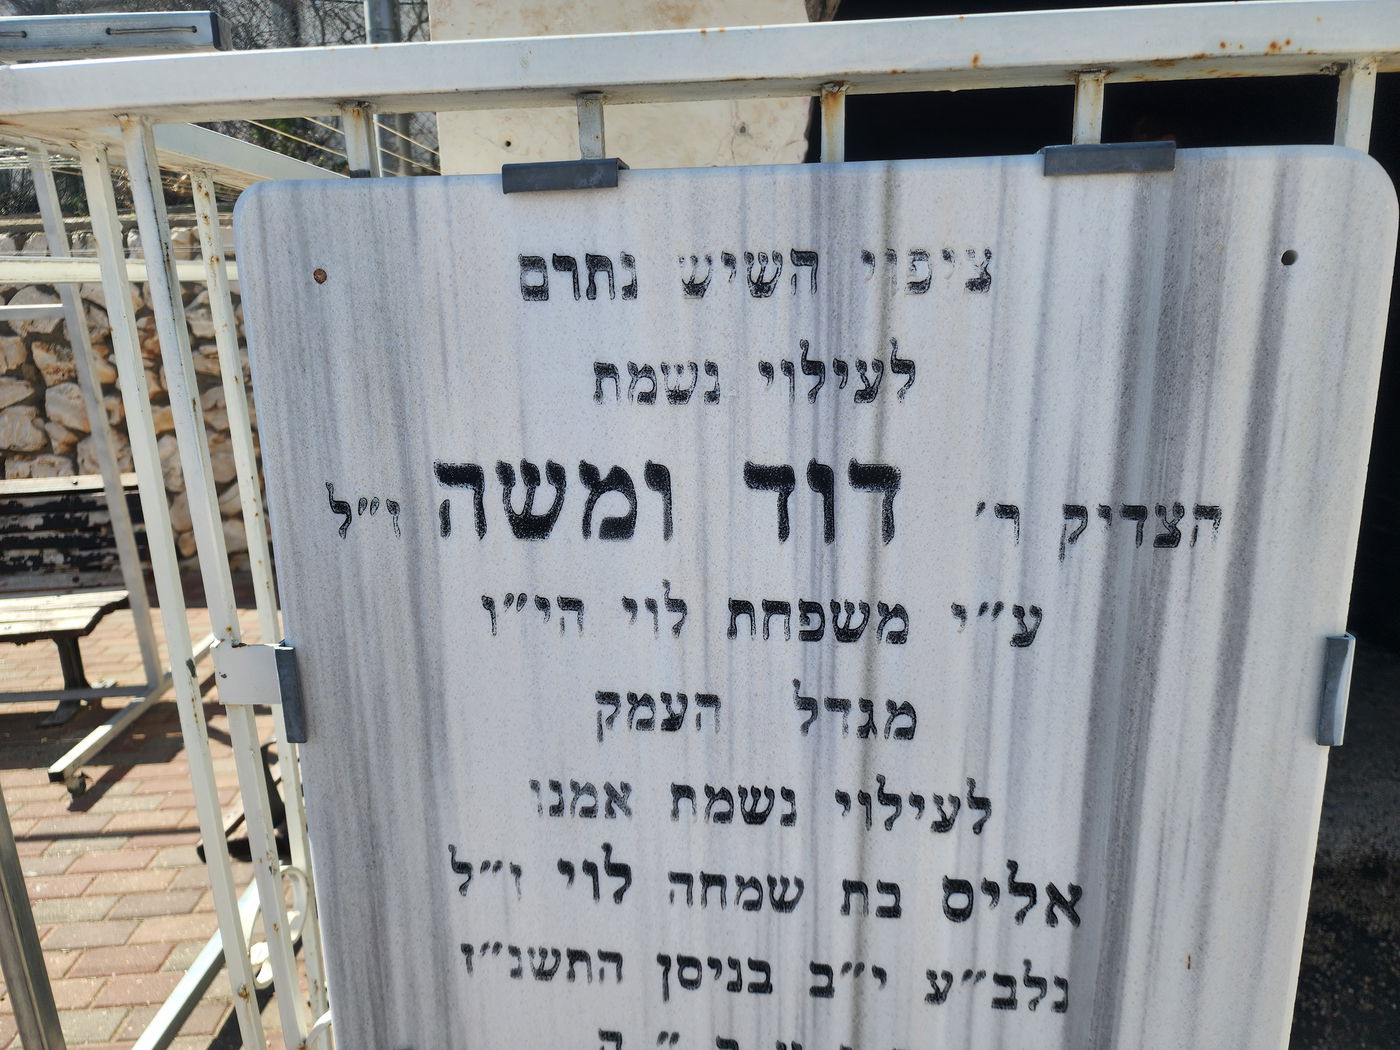 ציפוי השיש נתרם
לעילוי נשמת
הצדיק ר׳ דוד ומשה ז״ל
ע״י משפחת לוי הי״ו
מגדל העמק
לעילוי נשמת אמנו
אליס בת שמחה לוי ז״ל
נלב״ע י״ב בניסן התשנ״ז